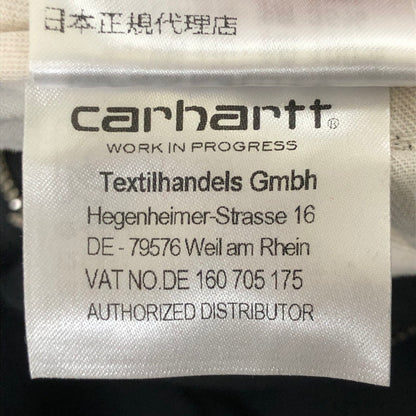 日本正規代理店
carhartt®
WORK IN PROGRESS
Textilhandels Gmbh
Hegenheimer-Strasse 16
DE - 79576 Weil am Rhein
VAT NO.DE 160 705 175
AUTHORIZED DISTRIBUTOR